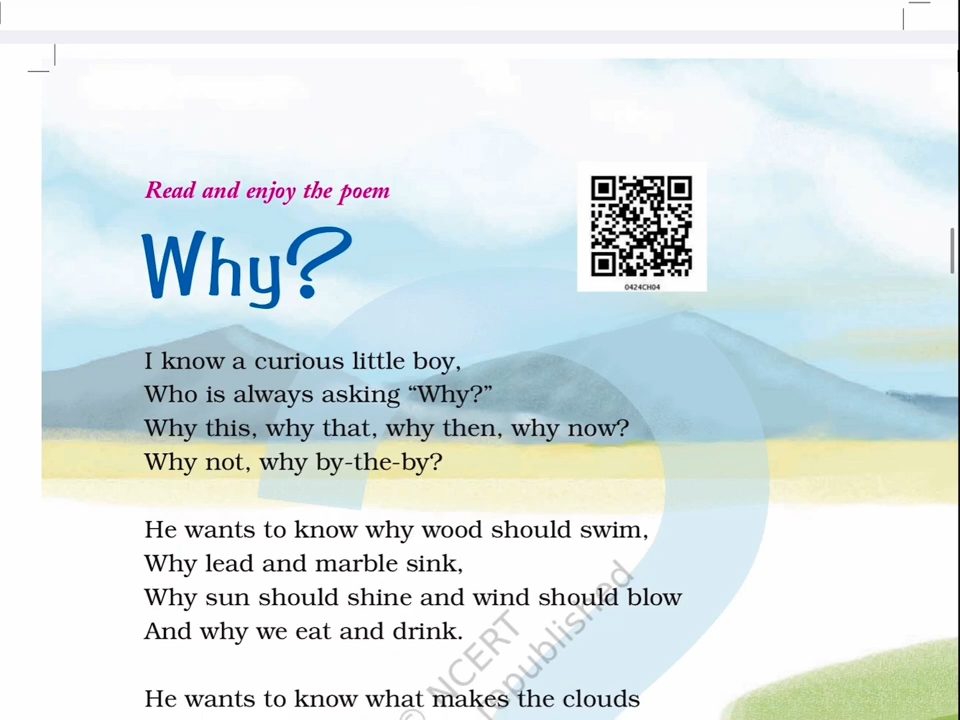 Read and enjoy the poem
Why?
0424CH04
I know a curious little boy,
Who is always asking “Why?”
Why this, why that, why then, why now?
Why not, why by-the-by?
He wants to know why wood should swim,
Why lead and marble sink,
Why sun should shine and wind should blow
And why we eat and drink.
He wants to know what makes the clouds
© NCERT
republished